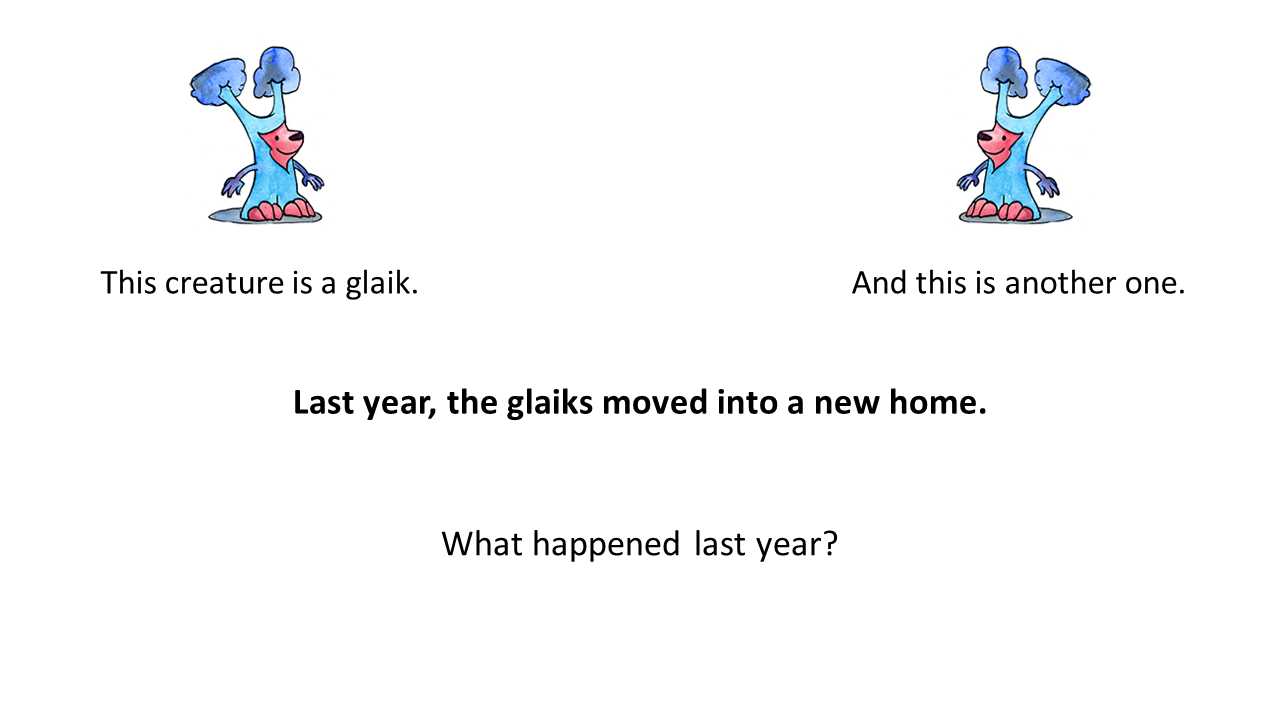 This creature is a glaik.
And this is another one.
Last year, the glaiks moved into a new home.
What happened last year?